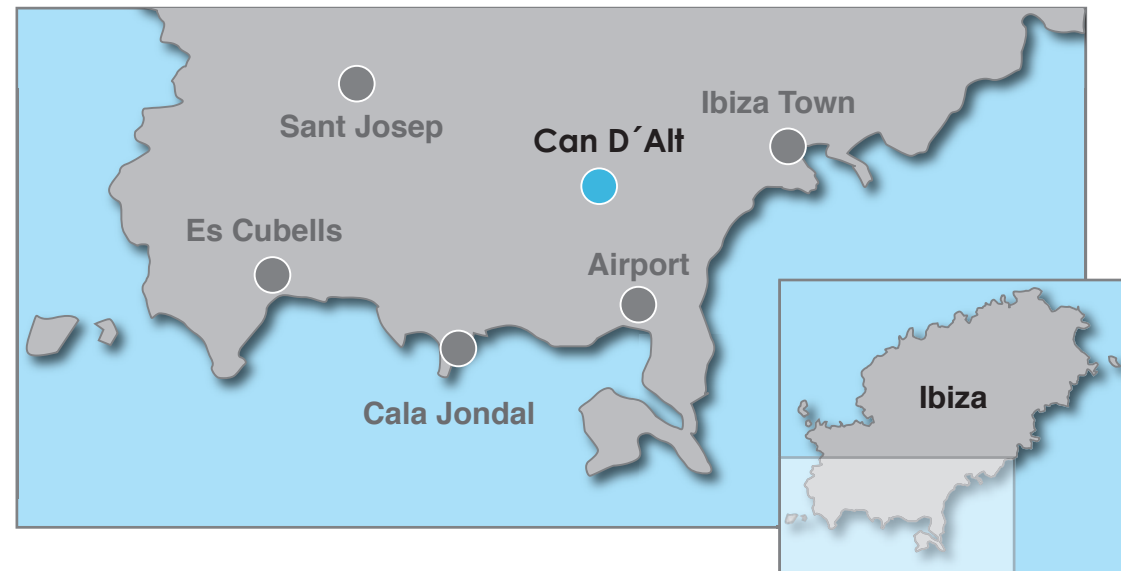 Ibiza Town
Sant Josep
Can D´Alt
Es Cubells
Airport
Cala Jondal
Ibiza